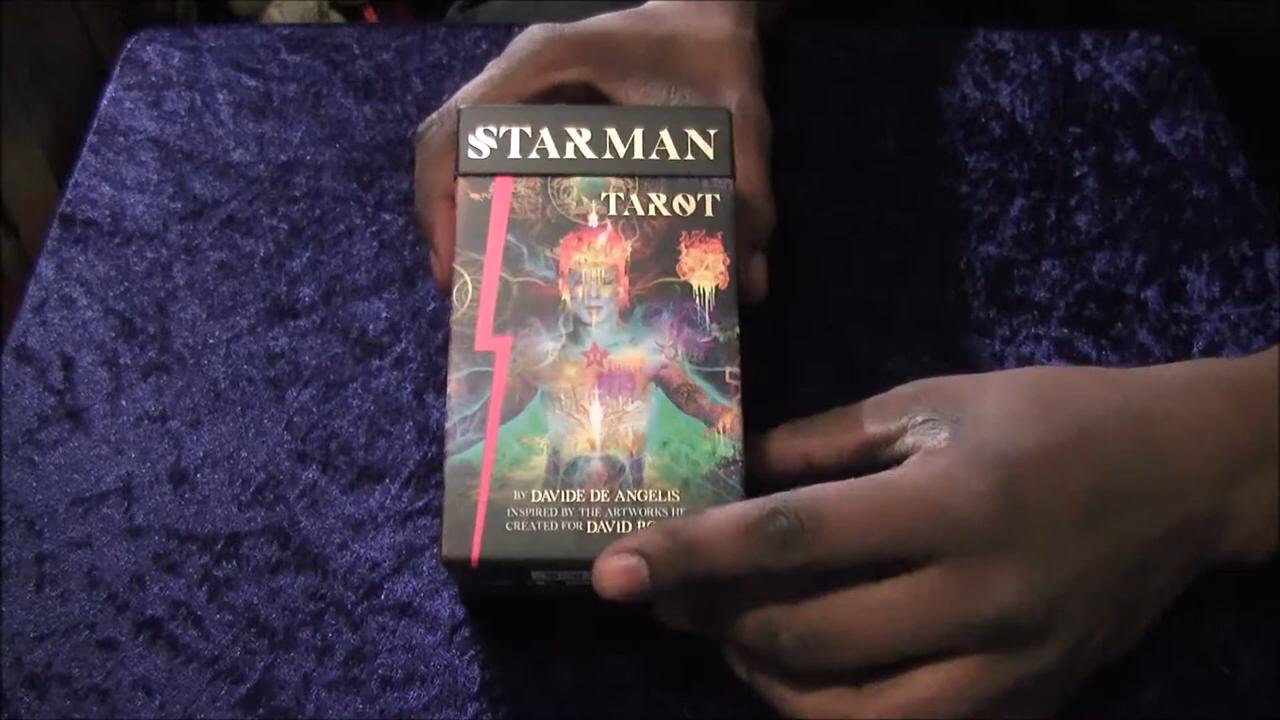 STARMAN
TAROT
BY DAVIDE DE ANGELIS
INSPIRED BY THE ARTWORKS HE
CREATED FOR DAVID